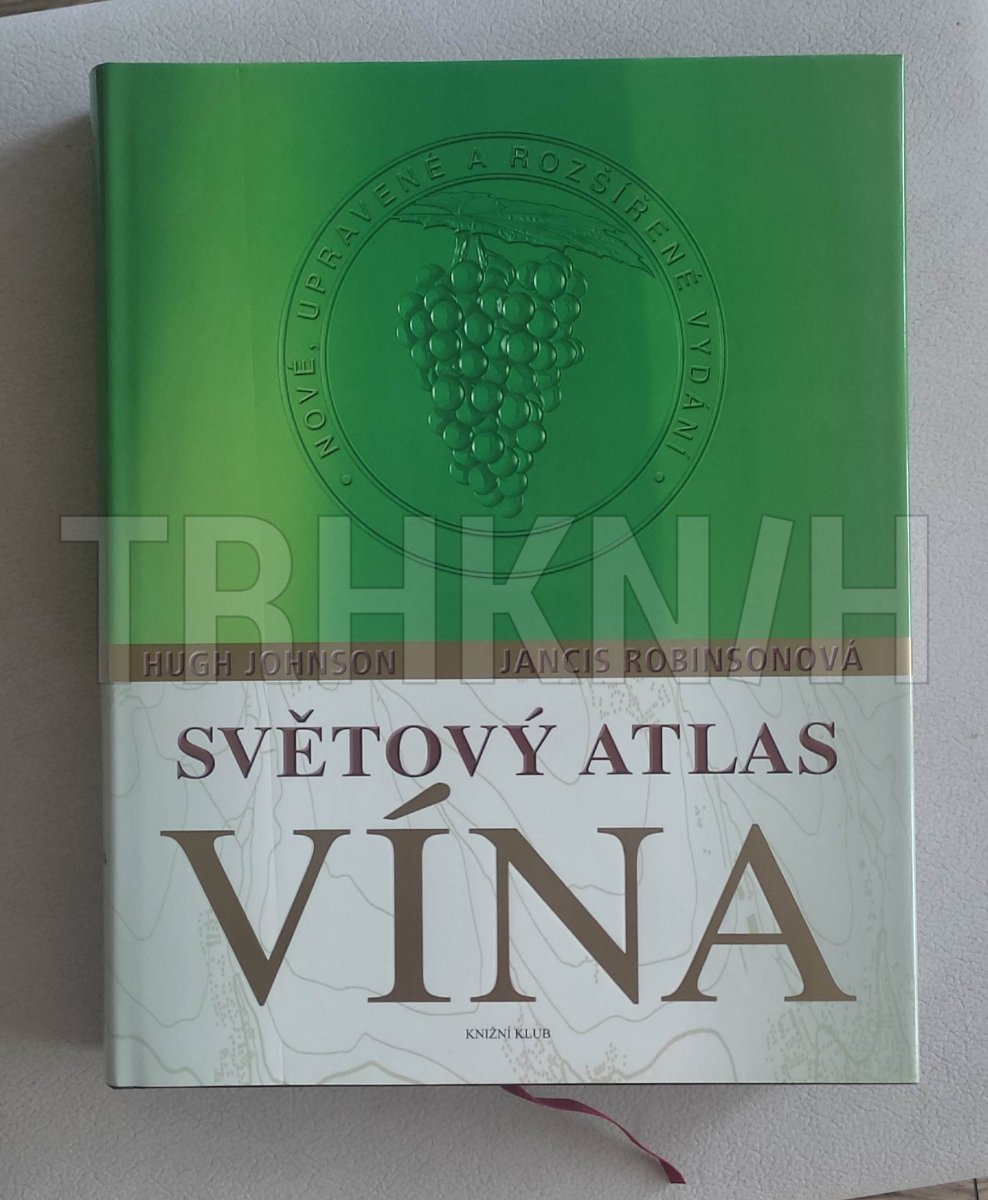 • NOVÉ, UPRAVENÉ A ROZŠÍŘENÉ VYDÁNÍ •
TRHKNIH
HUGH JOHNSON JANCIS ROBINSONOVÁ
SVĚTOVÝ ATLAS
VÍNA
KNIŽNÍ KLUB